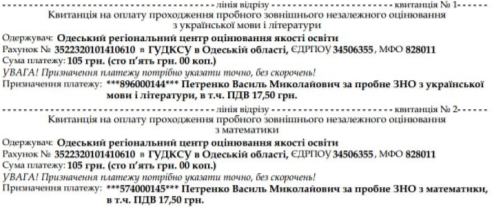 - - - - - - - - - - - - - - - - - - - - - - - - - - - - лінія відрізу - - - - - - - - - - - - - - - - - - - - квитанція № 1-
Квитанція на оплату проходження пробного зовнішнього незалежного оцінювання
з української мови і літератури
Одержувач: Одеський регіональний центр оцінювання якості освіти
Рахунок № 3522320101410610 в ГУДКСУ в Одеській області, ЄДРПОУ 34506355, МФО 828011
Сума платежу: 105 грн. (сто п'ять грн. 00 коп.)
УВАГА! Призначення платежу потрібно указати точно, без скорочень!
Призначення платежу: ***896000144*** Петренко Василь Миколайович за пробне ЗНО з української
мови і літератури, в т.ч. ПДВ 17,50 грн.
- - - - - - - - - - - - - - - - - - - - - - - - - - - - лінія відрізу - - - - - - - - - - - - - - - - - - - - квитанція № 2-
Квитанція на оплату проходження пробного зовнішнього незалежного оцінювання
з математики
Одержувач: Одеський регіональний центр оцінювання якості освіти
Рахунок № 3522320101410610 в ГУДКСУ в Одеській області, ЄДРПОУ 34506355, МФО 828011
Сума платежу: 105 грн. (сто п'ять грн. 00 коп.)
УВАГА! Призначення платежу потрібно указати точно, без скорочень!
Призначення платежу: ***574000145*** Петренко Василь Миколайович за пробне ЗНО з математики,
в т.ч. ПДВ 17,50 грн.